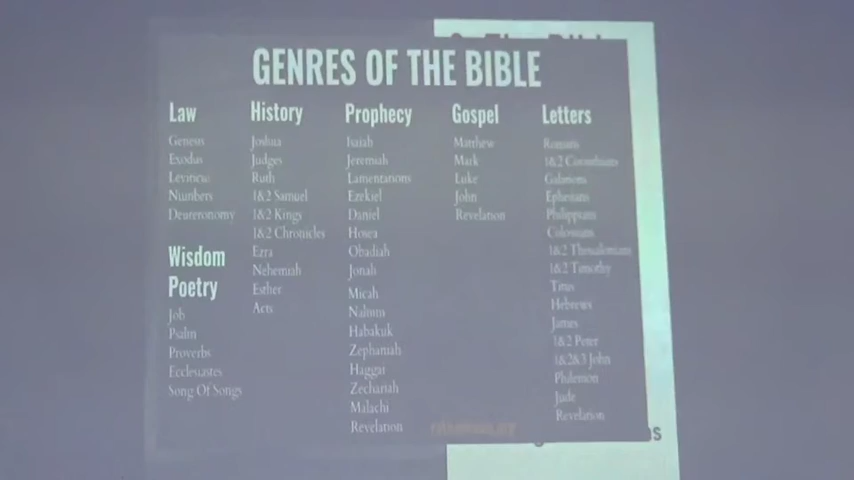 GENRES OF THE BIBLE
Law
Genesis
Exodus
Leviticus
Numbers
Deuteronomy
Wisdom
Poetry
Job
Psalm
Proverbs
Ecclesiastes
Song Of Songs
History
Joshua
Judges
Ruth
1&2 Samuel
1&2 Kings
1&2 Chronicles
Ezra
Nehemiah
Esther
Acts
Prophecy
Isaiah
Jeremiah
Lamentations
Ezekiel
Daniel
Hosea
Obadiah
Jonah
Micah
Nahum
Habakuk
Zephaniah
Haggai
Zechariah
Malachi
Revelation
Gospel
Matthew
Mark
Luke
John
Revelation
Letters
Romans
1&2 Corinthians
Galatians
Ephesians
Philippians
Colossians
1&2 Thessalonians
1&2 Timothy
Titus
Hebrews
James
1&2 Peter
1&2&3 John
Philemon
Jude
Revelation